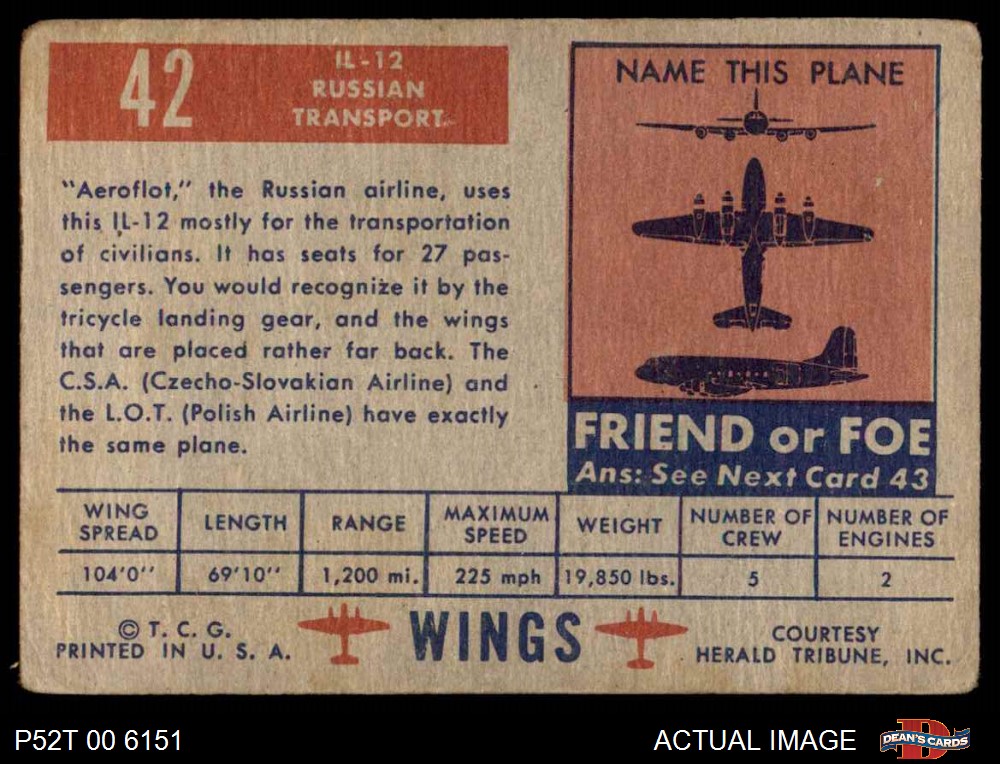 42
IL-12
RUSSIAN
TRANSPORT
"Aeroflot," the Russian airline, uses
this IL-12 mostly for the transportation
of civilians. It has seats for 27 pas-
sengers. You would recognize it by the
tricycle landing gear, and the wings
that are placed rather far back. The
C.S.A. (Czecho-Slovakian Airline) and
the L.O.T. (Polish Airline) have exactly
the same plane.
NAME THIS PLANE
FRIEND or FOE
Ans: See Next Card 43
WING SPREAD LENGTH RANGE MAXIMUM SPEED WEIGHT NUMBER OF CREW NUMBER OF ENGINES
104'0" 69'10" 1,200 mi. 225 mph 19,850 lbs. 5 2
© T. C. G.
PRINTED IN U. S. A.
WINGS
COURTESY
HERALD TRIBUNE, INC.
P52T 00 6151
ACTUAL IMAGE
D
DEAN'S CARDS